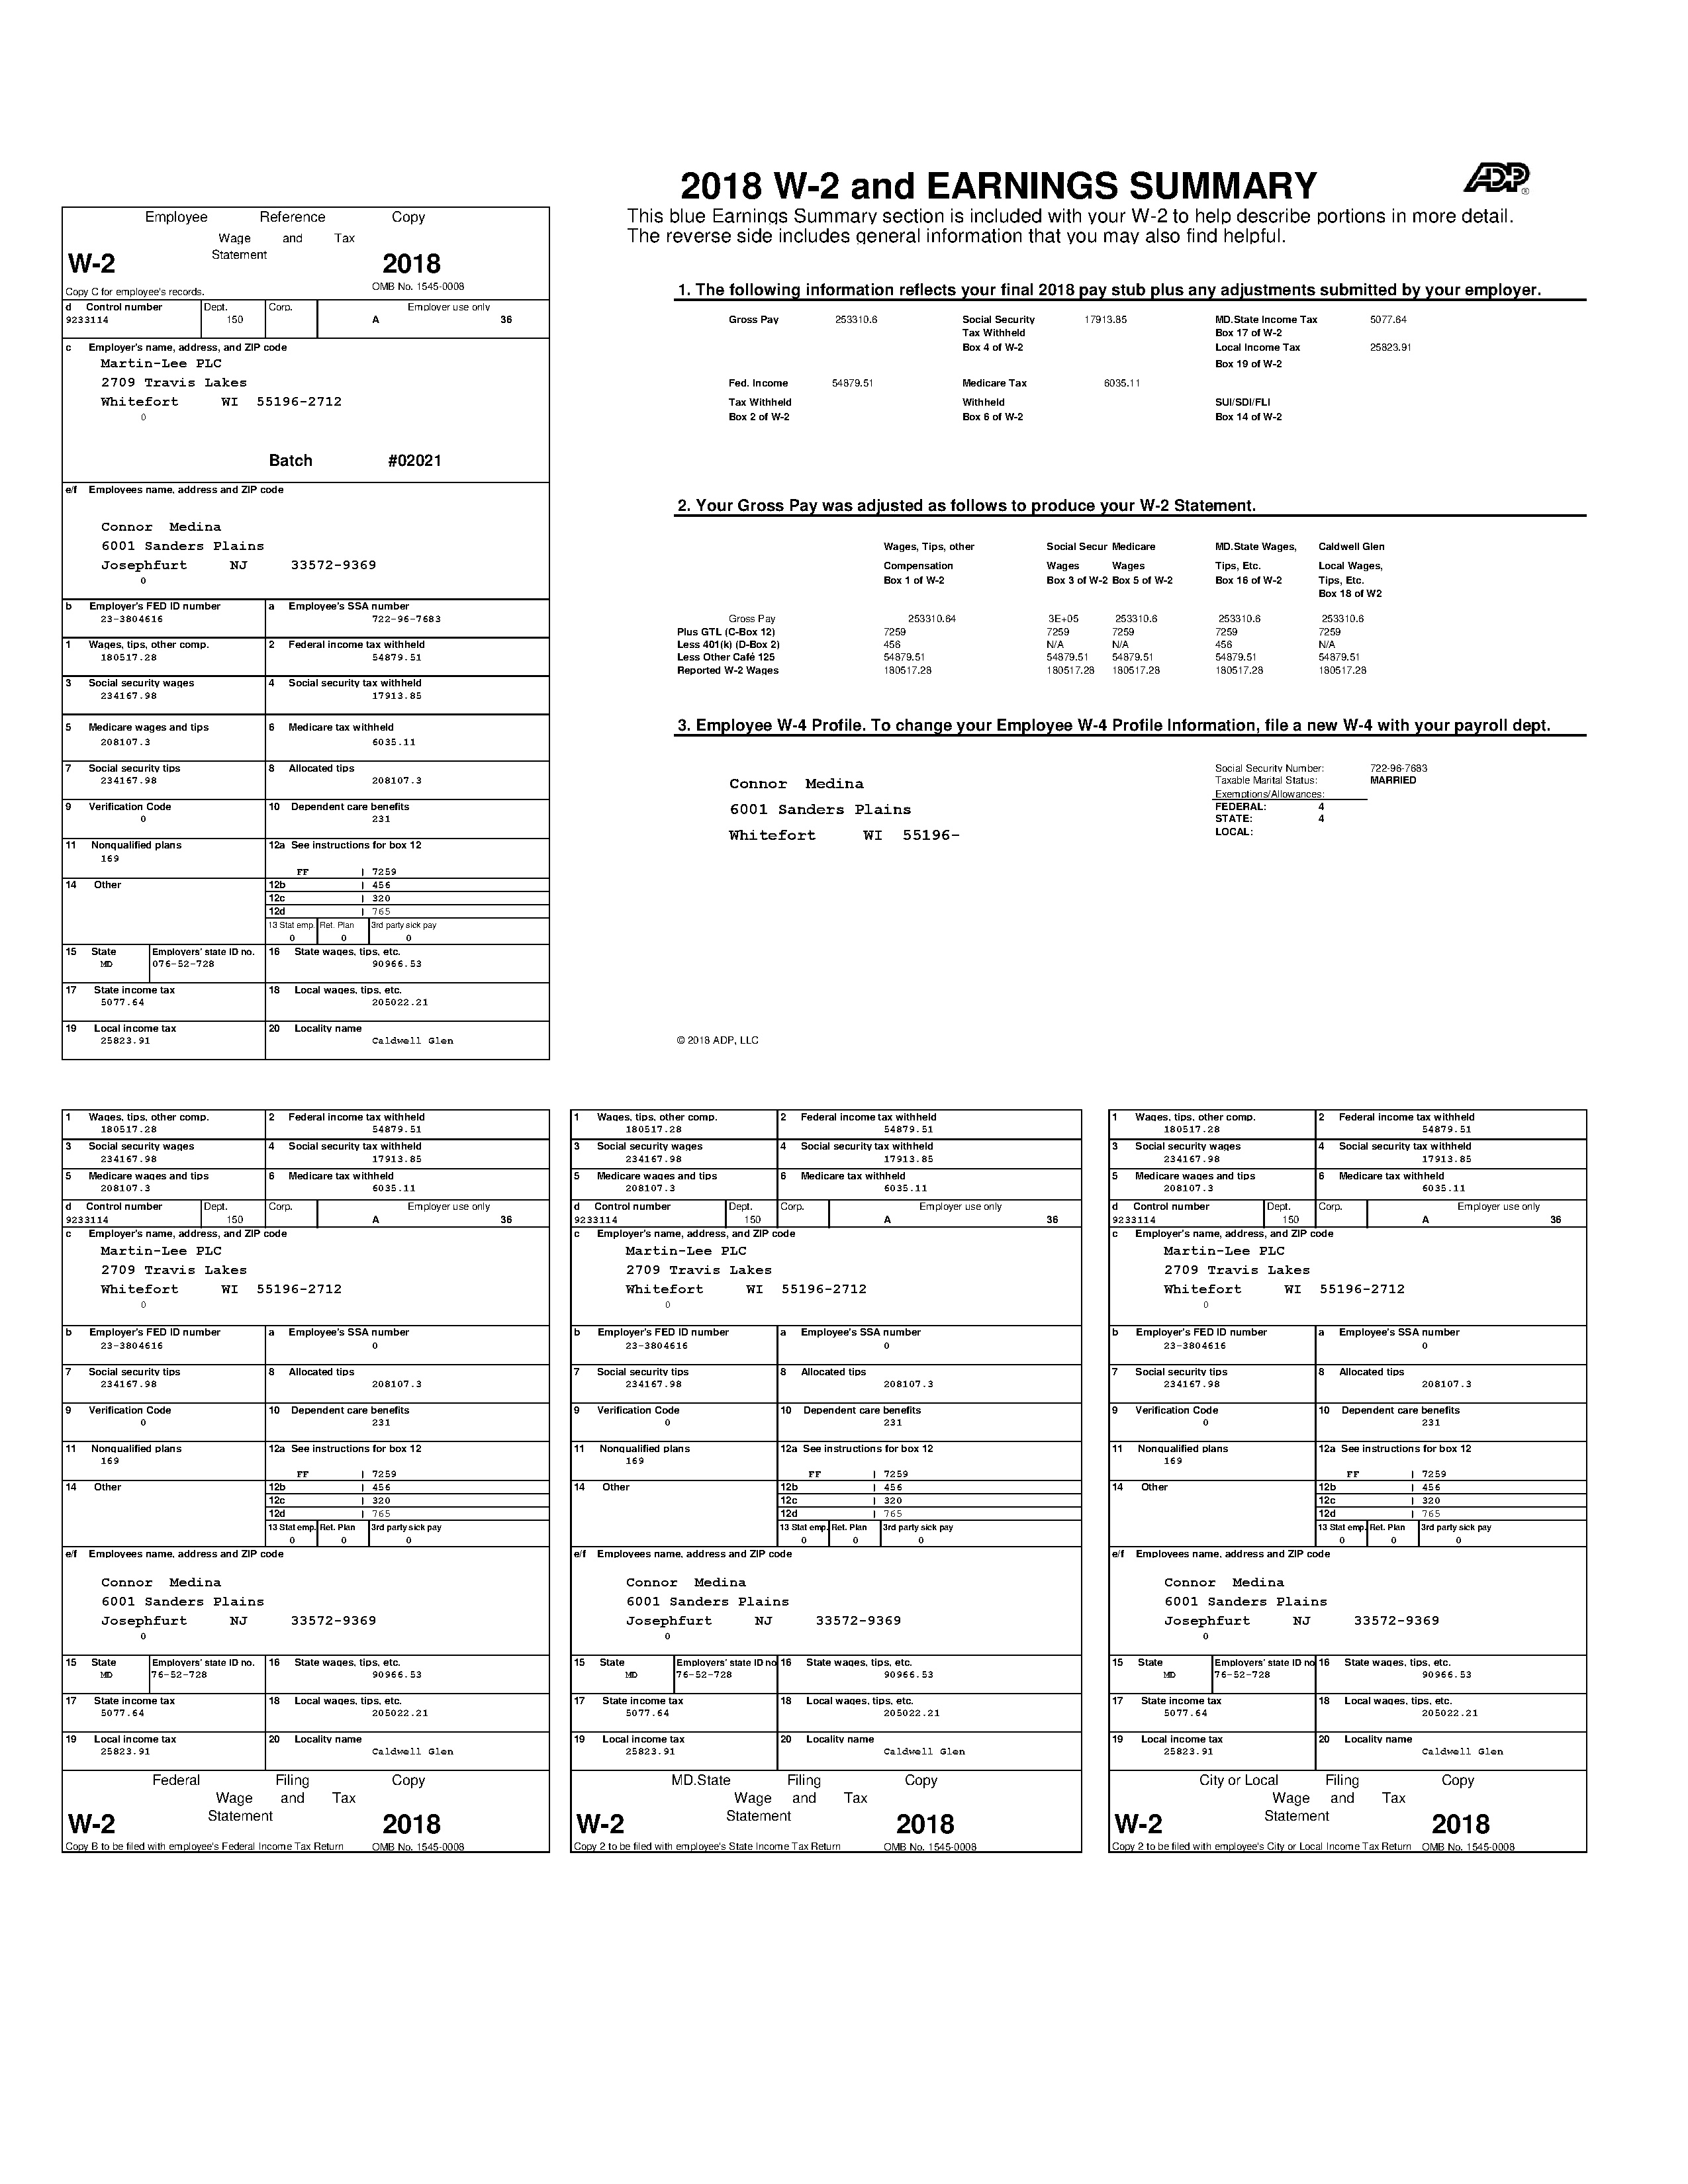 2018 W-2 and EARNINGS SUMMARY
ADP®
This blue Earnings Summary section is included with your W-2 to help describe portions in more detail.
The reverse side includes general information that you may also find helpful.
Employee Reference Copy
Wage and Tax
Statement
W-2 2018
Copy C for employee's records. OMB No. 1545-0008
d Control number Dept. Corp. Employer use only
9233114 150 A 36
c Employer's name, address, and ZIP code
Martin-Lee PLC
2709 Travis Lakes
Whitefort WI 55196-2712
0
Batch #02021
e/f Employees name, address and ZIP code
Connor Medina
6001 Sanders Plains
Josephfurt NJ 33572-9369
0
b Employer's FED ID number a Employee's SSA number
23-3804616 722-96-7683
1 Wages, tips, other comp. 2 Federal income tax withheld
180517.28 54879.51
3 Social security wages 4 Social security tax withheld
234167.98 17913.85
5 Medicare wages and tips 6 Medicare tax withheld
208107.3 6035.11
7 Social security tips 8 Allocated tips
234167.98 208107.3
9 Verification Code 10 Dependent care benefits
0 231
11 Nonqualified plans 12a See instructions for box 12
169
FF | 7259
14 Other 12b | 456
12c | 320
12d | 765
13 Stat emp. Ret. Plan 3rd party sick pay
0 0 0
15 State Employers' state ID no. 16 State wages, tips, etc.
MD 076-52-728 90966.53
17 State income tax 18 Local wages, tips, etc.
5077.64 205022.21
19 Local income tax 20 Locality name
25823.91 Caldwell Glen
1. The following information reflects your final 2018 pay stub plus any adjustments submitted by your employer.
Gross Pay 253310.6 Social Security 17913.85 MD.State Income Tax 5077.64
Tax Withheld Box 17 of W-2
Box 4 of W-2 Local Income Tax 25823.91
Box 19 of W-2
Fed. Income 54879.51 Medicare Tax 6035.11
Tax Withheld Withheld SUI/SDI/FLI
Box 2 of W-2 Box 6 of W-2 Box 14 of W-2
2. Your Gross Pay was adjusted as follows to produce your W-2 Statement.
Wages, Tips, other Social Secur Medicare MD.State Wages, Caldwell Glen
Compensation Wages Wages Tips, Etc. Local Wages,
Box 1 of W-2 Box 3 of W-2 Box 5 of W-2 Box 16 of W-2 Tips, Etc.
Box 18 of W2
Gross Pay 253310.64 3E+05 253310.6 253310.6 253310.6
Plus GTL (C-Box 12) 7259 7259 7259 7259 7259
Less 401(k) (D-Box 2) 456 N/A N/A 456 N/A
Less Other Café 125 54879.51 54879.51 54879.51 54879.51 54879.51
Reported W-2 Wages 180517.28 180517.28 180517.28 180517.28 180517.28
3. Employee W-4 Profile. To change your Employee W-4 Profile Information, file a new W-4 with your payroll dept.
Connor Medina
6001 Sanders Plains
Whitefort WI 55196-
Social Security Number: 722-96-7683
Taxable Marital Status: MARRIED
Exemptions/Allowances:
FEDERAL: 4
STATE: 4
LOCAL:
© 2018 ADP, LLC
1 Wages, tips, other comp. 2 Federal income tax withheld
180517.28 54879.51
3 Social security wages 4 Social security tax withheld
234167.98 17913.85
5 Medicare wages and tips 6 Medicare tax withheld
208107.3 6035.11
d Control number Dept. Corp. Employer use only
9233114 150 A 36
c Employer's name, address, and ZIP code
Martin-Lee PLC
2709 Travis Lakes
Whitefort WI 55196-2712
0
b Employer's FED ID number a Employee's SSA number
23-3804616 0
7 Social security tips 8 Allocated tips
234167.98 208107.3
9 Verification Code 10 Dependent care benefits
0 231
11 Nonqualified plans 12a See instructions for box 12
169
FF | 7259
14 Other 12b | 456
12c | 320
12d | 765
13 Stat emp. Ret. Plan 3rd party sick pay
0 0 0
e/f Employees name, address and ZIP code
Connor Medina
6001 Sanders Plains
Josephfurt NJ 33572-9369
0
15 State Employers' state ID no. 16 State wages, tips, etc.
MD 76-52-728 90966.53
17 State income tax 18 Local wages, tips, etc.
5077.64 205022.21
19 Local income tax 20 Locality name
25823.91 Caldwell Glen
Federal Filing Copy
Wage and Tax
Statement
W-2 2018
Copy B to be filed with employee's Federal Income Tax Return OMB No. 1545-0008
1 Wages, tips, other comp. 2 Federal income tax withheld
180517.28 54879.51
3 Social security wages 4 Social security tax withheld
234167.98 17913.85
5 Medicare wages and tips 6 Medicare tax withheld
208107.3 6035.11
d Control number Dept. Corp. Employer use only
9233114 150 A 36
c Employer's name, address, and ZIP code
Martin-Lee PLC
2709 Travis Lakes
Whitefort WI 55196-2712
0
b Employer's FED ID number a Employee's SSA number
23-3804616 0
7 Social security tips 8 Allocated tips
234167.98 208107.3
9 Verification Code 10 Dependent care benefits
0 231
11 Nonqualified plans 12a See instructions for box 12
169
FF | 7259
14 Other 12b | 456
12c | 320
12d | 765
13 Stat emp. Ret. Plan 3rd party sick pay
0 0 0
e/f Employees name, address and ZIP code
Connor Medina
6001 Sanders Plains
Josephfurt NJ 33572-9369
0
15 State Employers' state ID no 16 State wages, tips, etc.
MD 76-52-728 90966.53
17 State income tax 18 Local wages, tips, etc.
5077.64 205022.21
19 Local income tax 20 Locality name
25823.91 Caldwell Glen
MD.State Filing Copy
Wage and Tax
Statement
W-2 2018
Copy 2 to be filed with employee's State Income Tax Return OMB No. 1545-0008
1 Wages, tips, other comp. 2 Federal income tax withheld
180517.28 54879.51
3 Social security wages 4 Social security tax withheld
234167.98 17913.85
5 Medicare wages and tips 6 Medicare tax withheld
208107.3 6035.11
d Control number Dept. Corp. Employer use only
9233114 150 A 36
c Employer's name, address, and ZIP code
Martin-Lee PLC
2709 Travis Lakes
Whitefort WI 55196-2712
0
b Employer's FED ID number a Employee's SSA number
23-3804616 0
7 Social security tips 8 Allocated tips
234167.98 208107.3
9 Verification Code 10 Dependent care benefits
0 231
11 Nonqualified plans 12a See instructions for box 12
169
FF | 7259
14 Other 12b | 456
12c | 320
12d | 765
13 Stat emp. Ret. Plan 3rd party sick pay
0 0 0
e/f Employees name, address and ZIP code
Connor Medina
6001 Sanders Plains
Josephfurt NJ 33572-9369
0
15 State Employers' state ID no 16 State wages, tips, etc.
MD 76-52-728 90966.53
17 State income tax 18 Local wages, tips, etc.
5077.64 205022.21
19 Local income tax 20 Locality name
25823.91 Caldwell Glen
City or Local Filing Copy
Wage and Tax
Statement
W-2 2018
Copy 2 to be filed with employee's City or Local Income Tax Return OMB No. 1545-0008